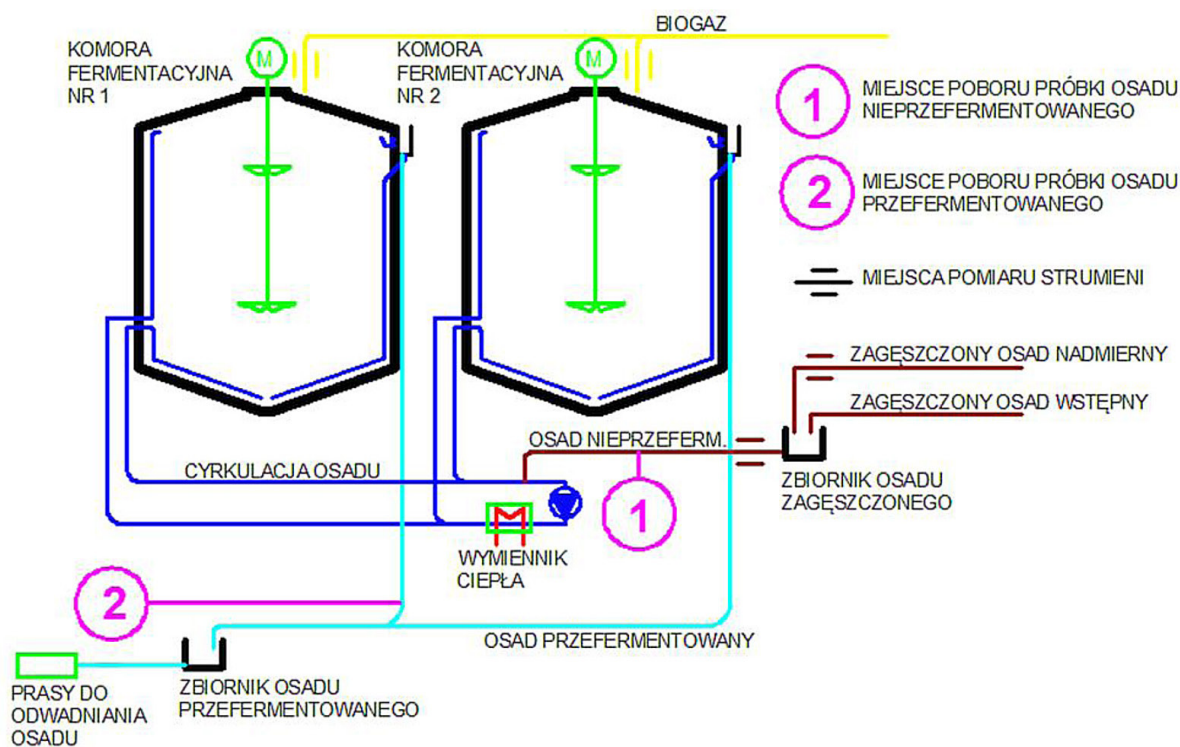 BIOGAZ
KOMORA
FERMENTACYJNA
NR 1
M
KOMORA
FERMENTACYJNA
NR 2
M
1
MIEJSCE POBORU PRÓBKI OSADU
NIEPRZEFERMENTOWANEGO
2
MIEJSCE POBORU PRÓBKI OSADU
PRZEFERMENTOWANEGO
MIEJSCA POMIARU STRUMIENI
ZAGĘSZCZONY OSAD NADMIERNY
ZAGĘSZCZONY OSAD WSTĘPNY
OSAD NIEPRZEFERM.
CYRKULACJA OSADU
ZBIORNIK OSADU
ZAGĘSZCZONEGO
1
WYMIENNIK
CIEPŁA
2
OSAD PRZEFERMENTOWANY
ZBIORNIK OSADU
PRZEFERMENTOWANEGO
PRASY DO
ODWADNIANIA
OSADU